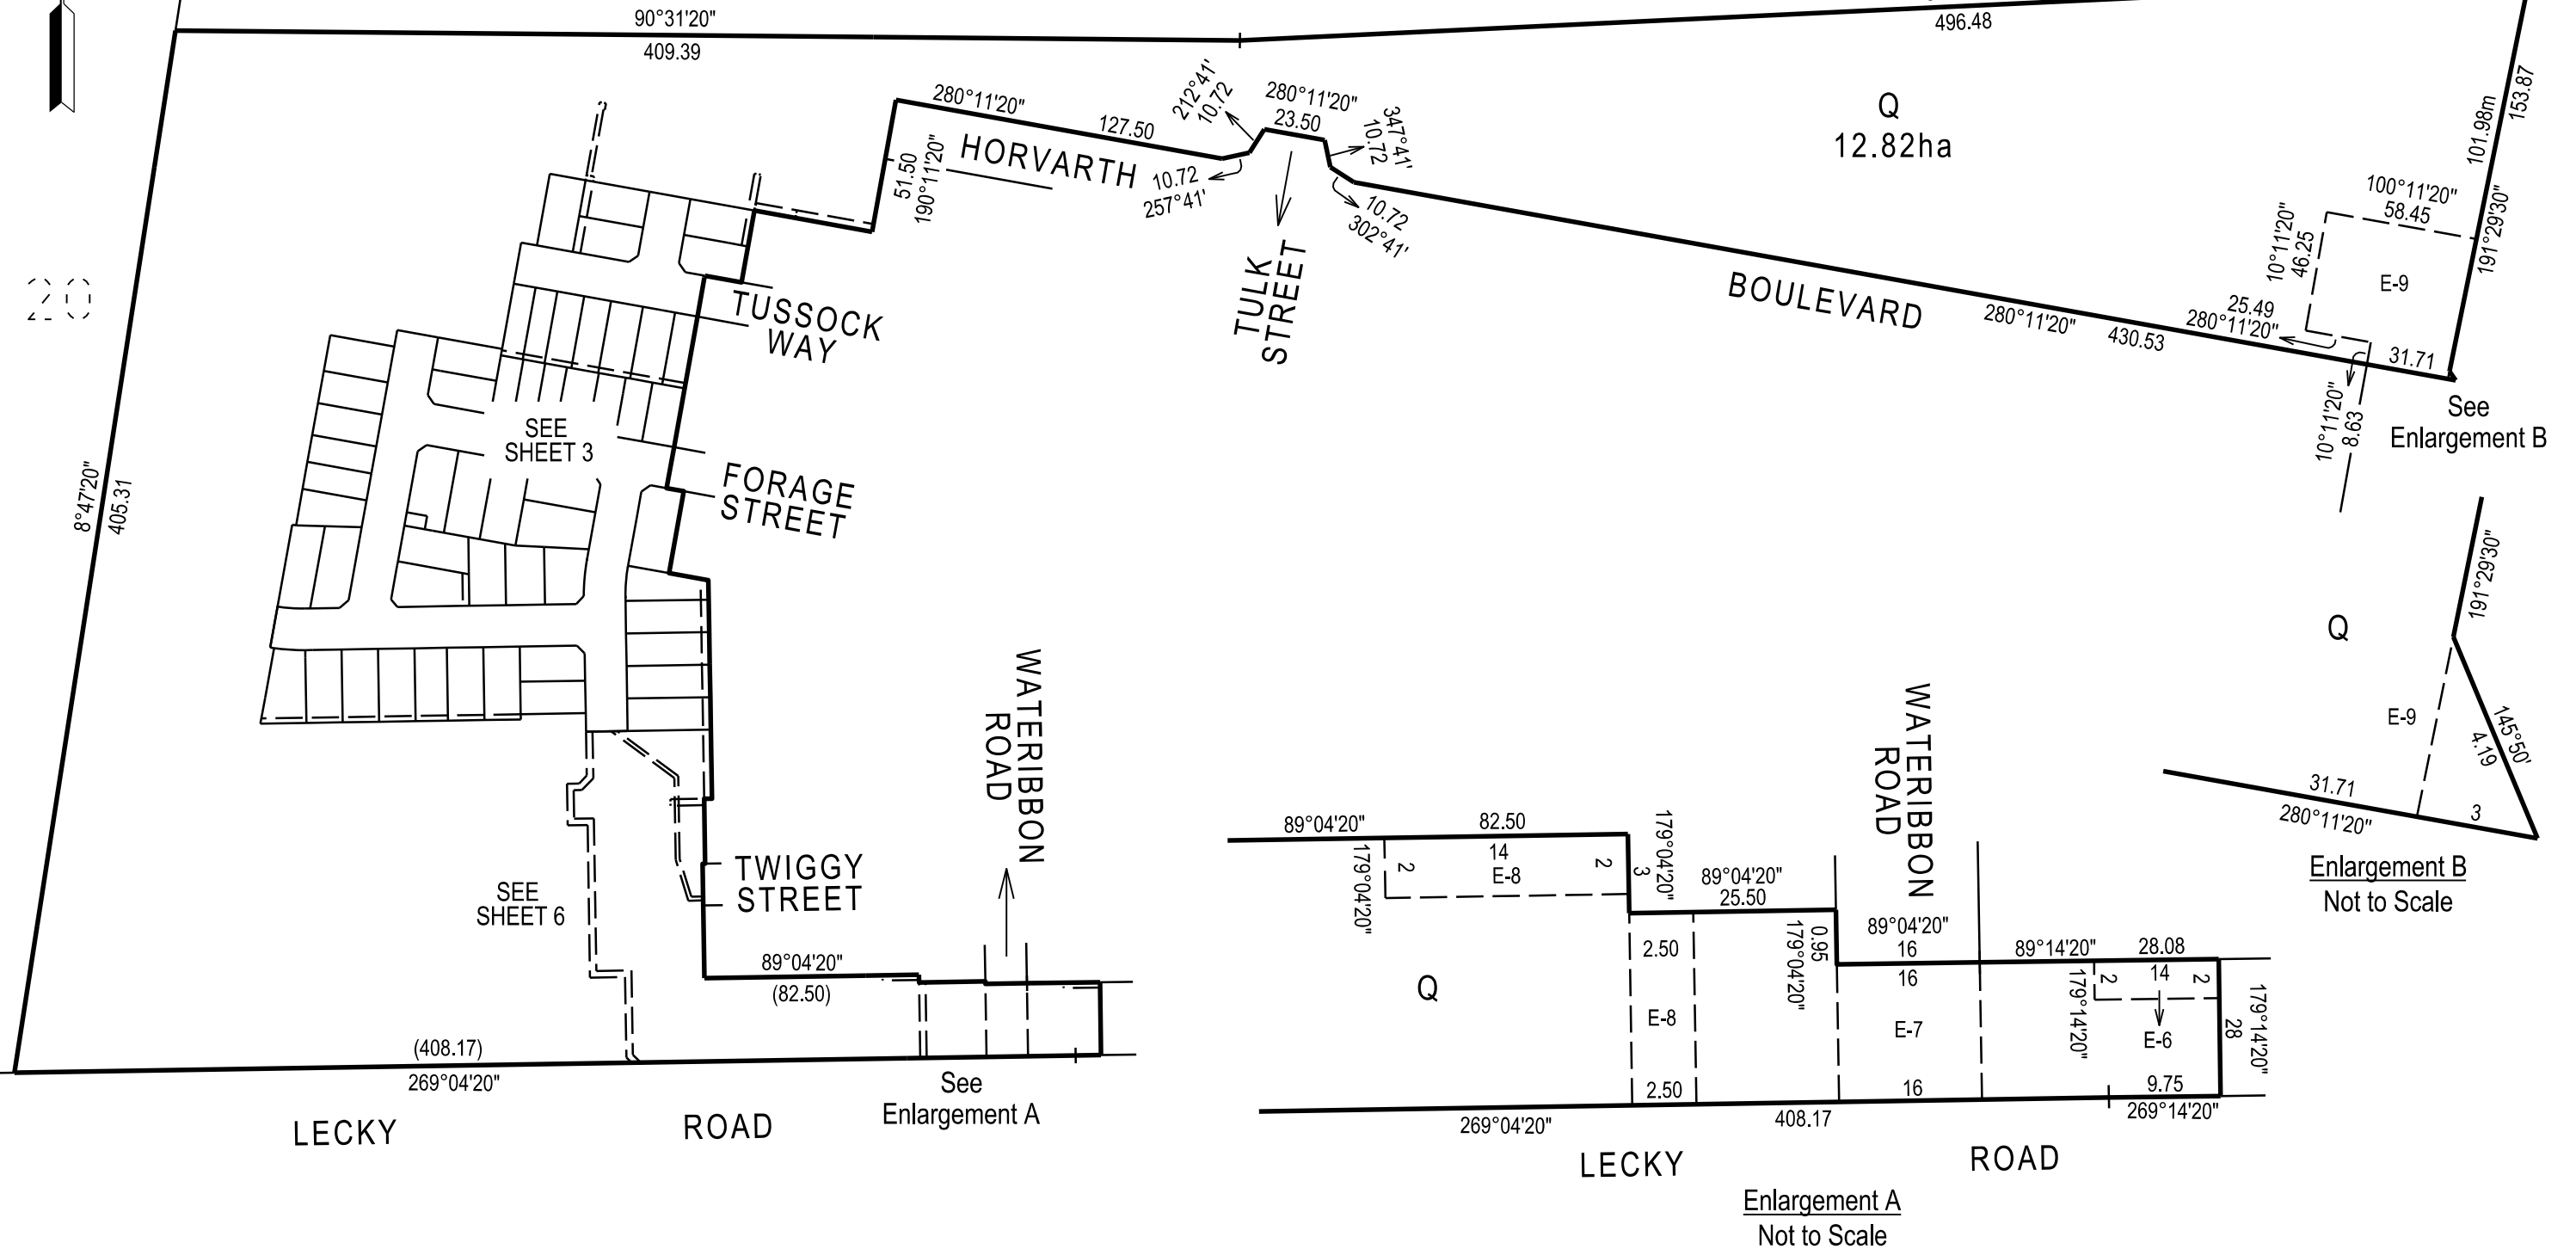 90°31'20"
409.39
496.48
153.87
101.98m
191°29'30"
Q
12.82ha
280°11'20"
127.50
212°41'
10.72
280°11'20"
23.50
347°41'
10.72
51.50
190°11'20"
HORVARTH
10.72
257°41'
10.72
302°41'
TULK
STREET
BOULEVARD
280°11'20"
430.53
100°11'20"
58.45
10°11'20"
46.25
E-9
25.49
280°11'20"
31.71
10°11'20"
8.63
See
Enlargement B
20
TUSSOCK
WAY
SEE
SHEET 3
FORAGE
STREET
8°47'20"
405.31
WATERIBBON
ROAD
TWIGGY
STREET
SEE
SHEET 6
89°04'20"
(82.50)
(408.17)
269°04'20"
See
Enlargement A
LECKY
ROAD
191°29'30"
Q
E-9
145°50'
4.19
31.71
280°11'20"
3
Enlargement B
Not to Scale
WATERIBBON
ROAD
89°04'20"
82.50
179°04'20"
2
14
2
E-8
3
179°04'20"
89°04'20"
25.50
0.95
179°04'20"
89°04'20"
16
89°14'20"
28.08
2.50
16
179°14'20"
2
14
2
Q
E-8
E-7
E-6
28
179°14'20"
2.50
16
9.75
269°04'20"
408.17
269°14'20"
LECKY
ROAD
Enlargement A
Not to Scale